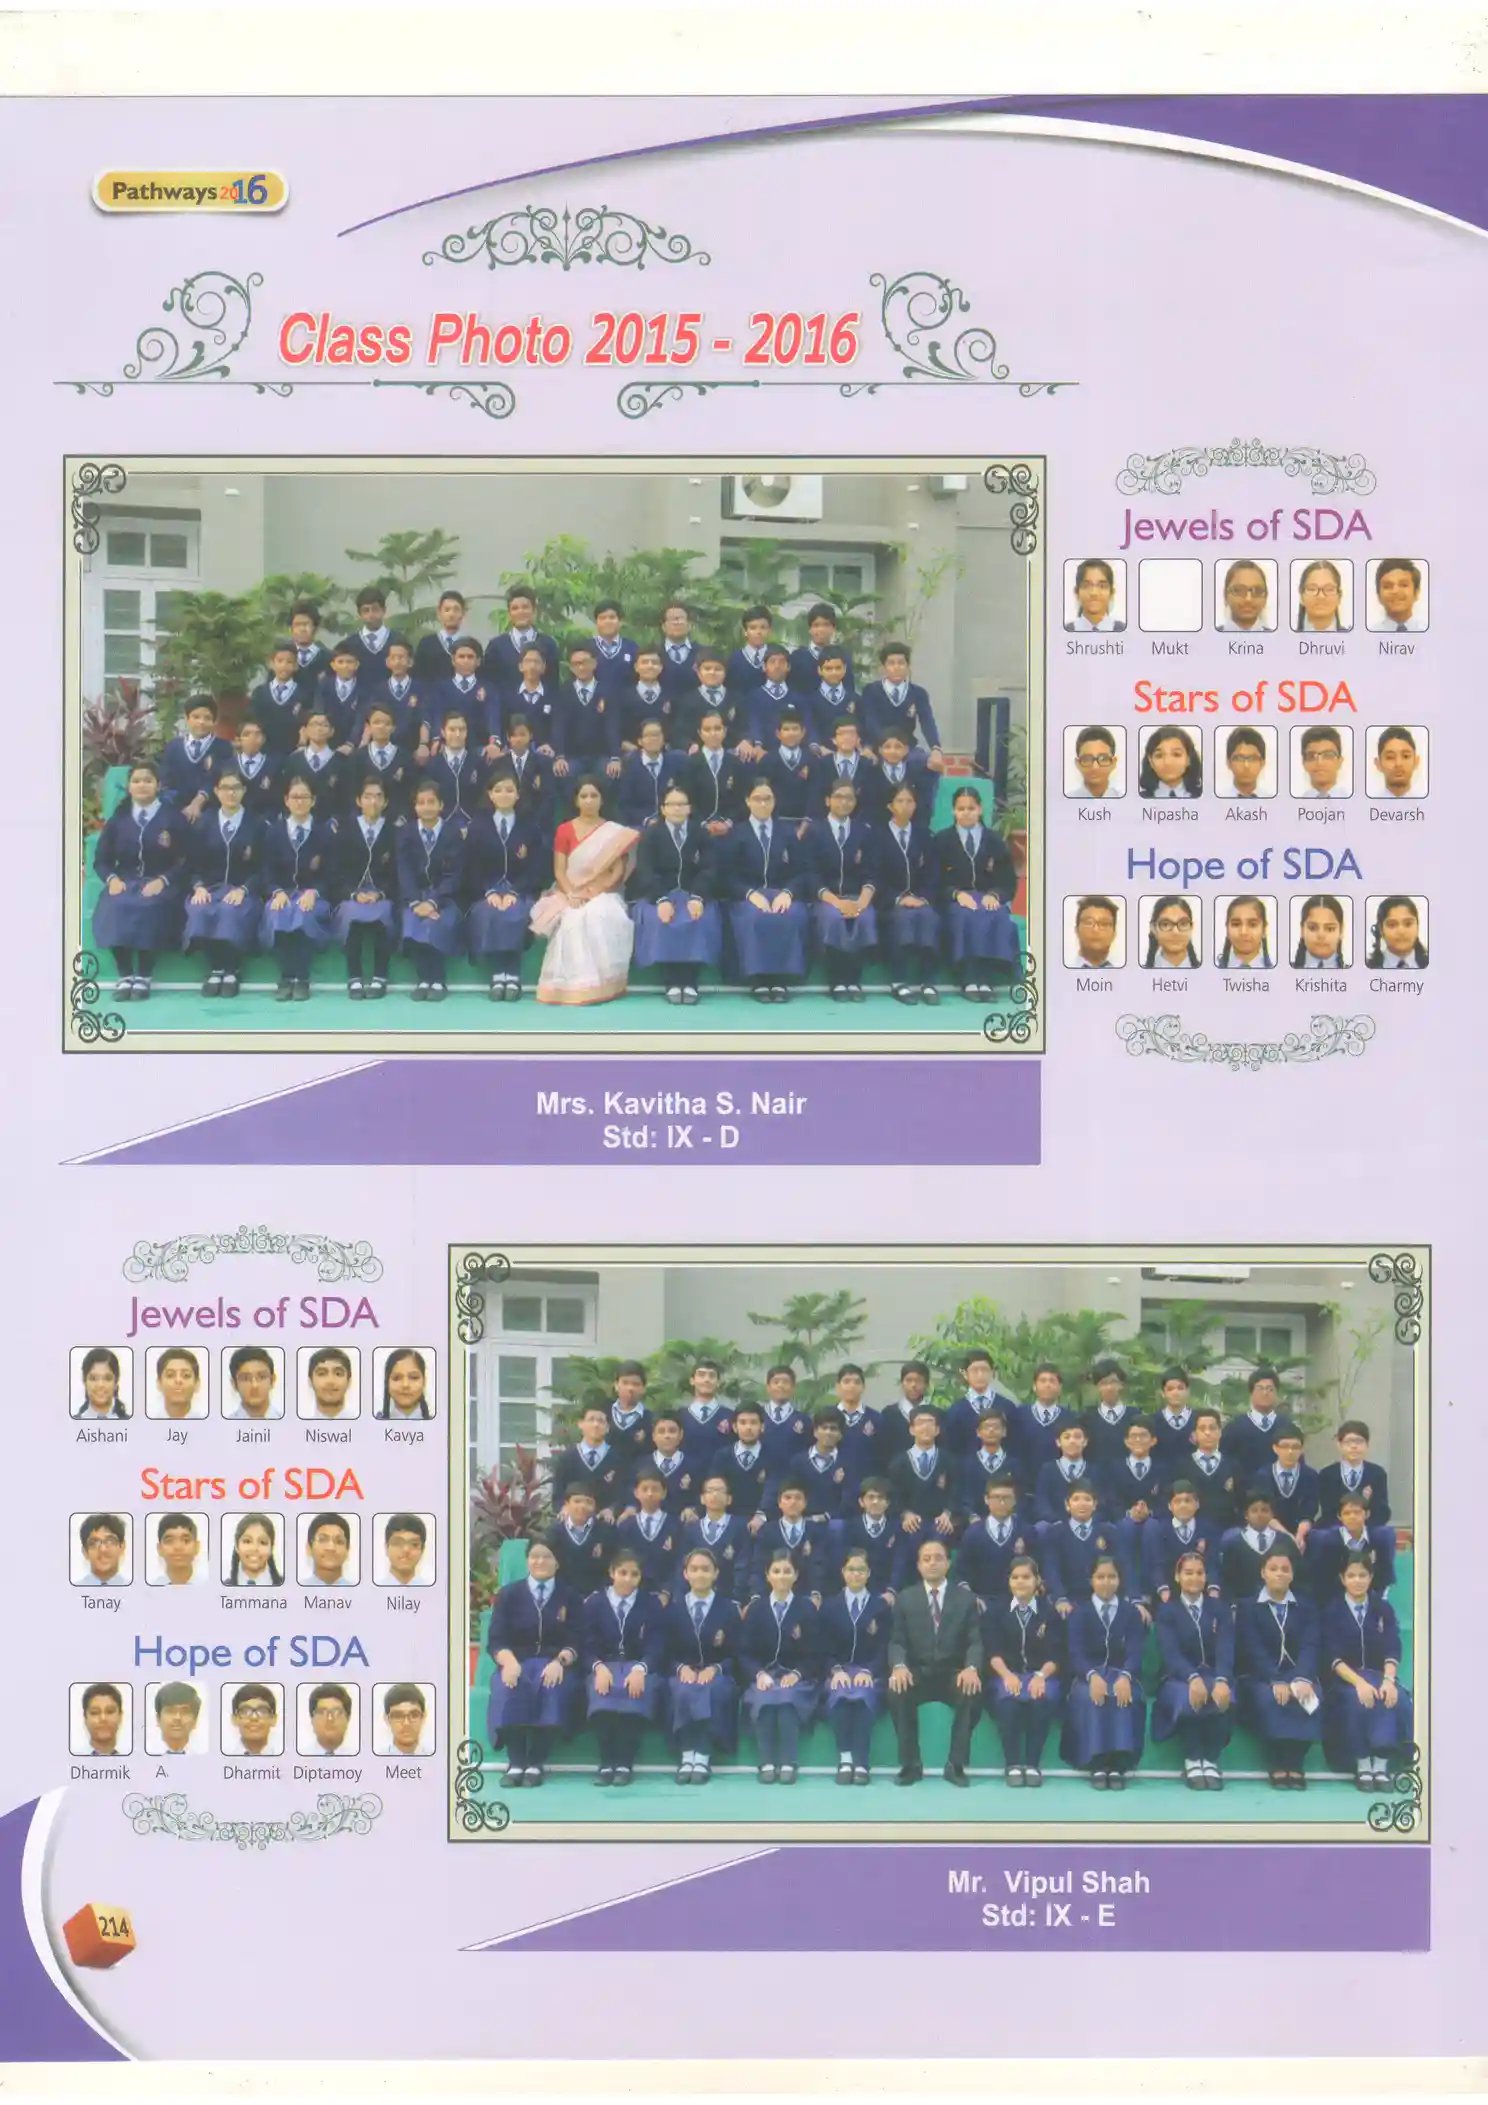 Pathways 2016
Class Photo 2015 - 2016
Jewels of SDA
Shrushti Mukt Krina Dhruvi Nirav
Stars of SDA
Kush Nipasha Akash Poojan Devarsh
Hope of SDA
Moin Hetvi Twisha Krishita Charmy
Mrs. Kavitha S. Nair
Std: IX - D
Jewels of SDA
Aishani Jay Jainil Niswal Kavya
Stars of SDA
Tanay Tammana Manav Nilay
Hope of SDA
Dharmik A. Dharmit Diptamoy Meet
Mr. Vipul Shah
Std: IX - E
214